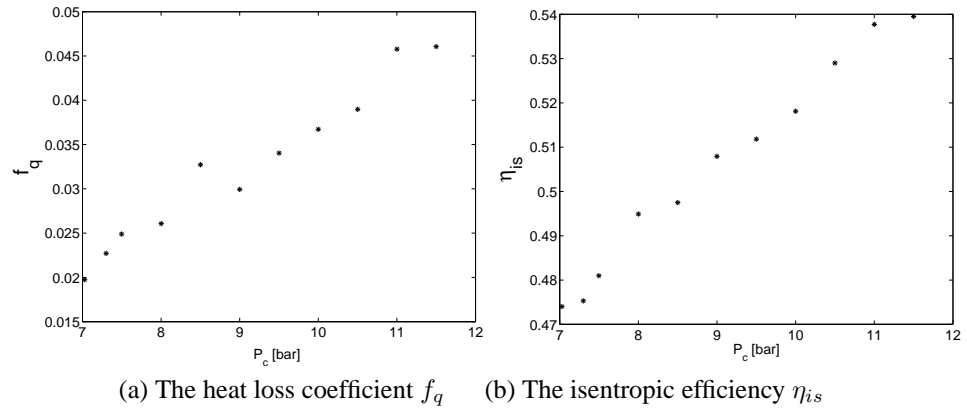 0.05
0.045
0.04
0.035
0.03
0.025
0.02
0.015
f_q
7 8 9 10 11 12
P_c [bar]
0.54
0.53
0.52
0.51
0.5
0.49
0.48
0.47
η_is
7 8 9 10 11 12
P_c [bar]
(a) The heat loss coefficient f_q (b) The isentropic efficiency η_is